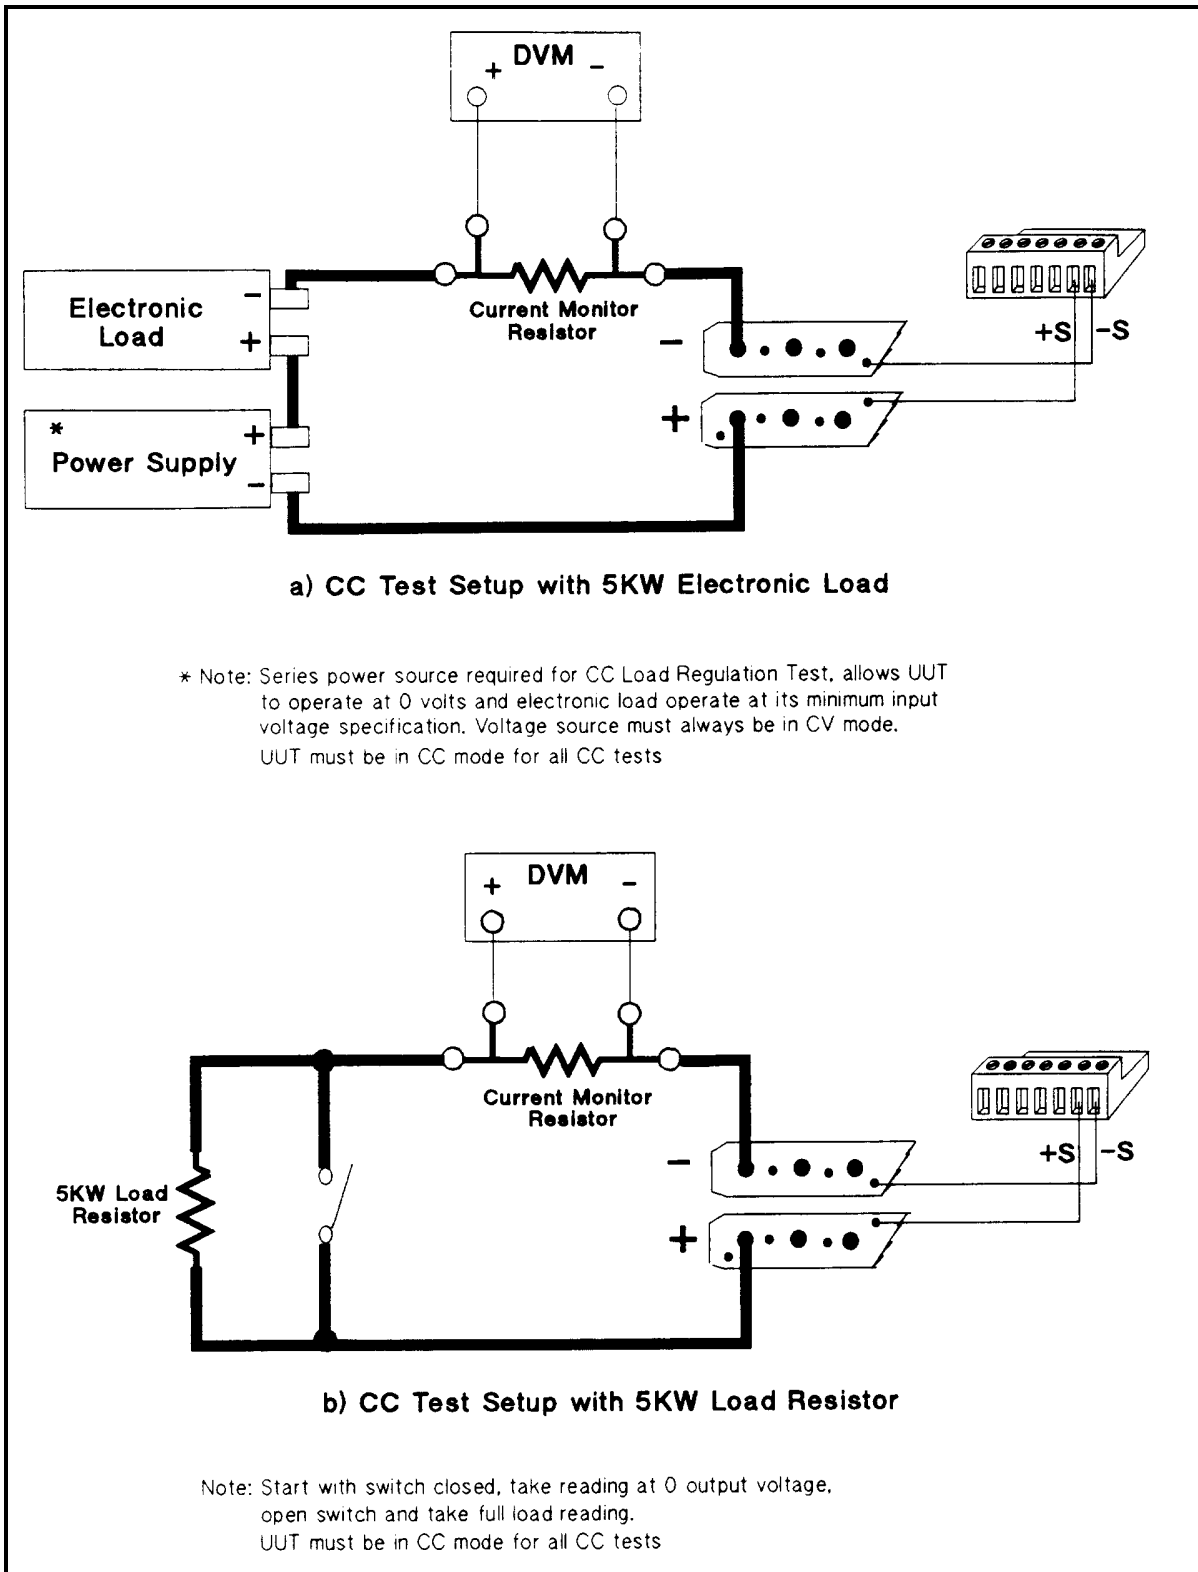 DVM
+ -
Electronic
Load
-
+
Current Monitor
Resistor
+S -S
-
+
*
Power Supply
+
-
a) CC Test Setup with 5KW Electronic Load
* Note: Series power source required for CC Load Regulation Test, allows UUT
to operate at 0 volts and electronic load operate at its minimum input
voltage specification. Voltage source must always be in CV mode.
UUT must be in CC mode for all CC tests
DVM
+ -
Current Monitor
Resistor
+S -S
-
+
5KW Load
Resistor
b) CC Test Setup with 5KW Load Resistor
Note: Start with switch closed, take reading at 0 output voltage,
open switch and take full load reading.
UUT must be in CC mode for all CC tests